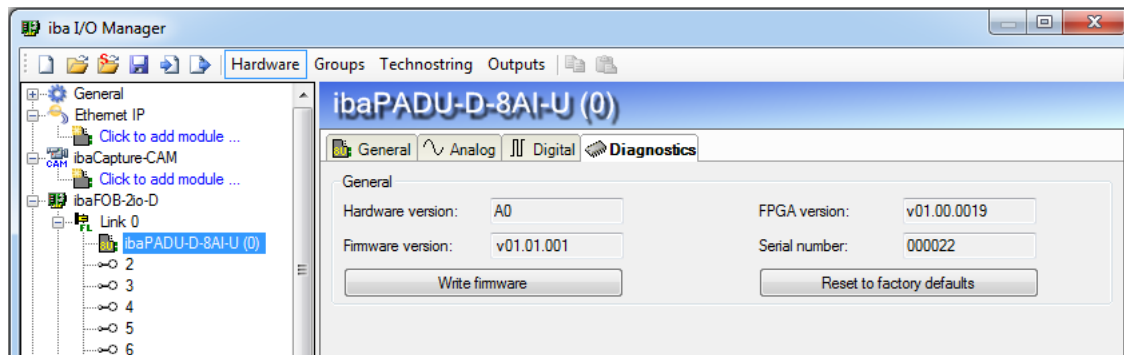 iba I/O Manager
Hardware Groups Technostring Outputs
General
Ethernet IP
Click to add module ...
ibaCapture-CAM
Click to add module ...
ibaFOB-2io-D
Link 0
ibaPADU-D-8AI-U (0)
2
3
4
5
6
ibaPADU-D-8AI-U (0)
General Analog Digital Diagnostics
General
Hardware version: A0 FPGA version: v01.00.0019
Firmware version: v01.01.001 Serial number: 000022
Write firmware Reset to factory defaults